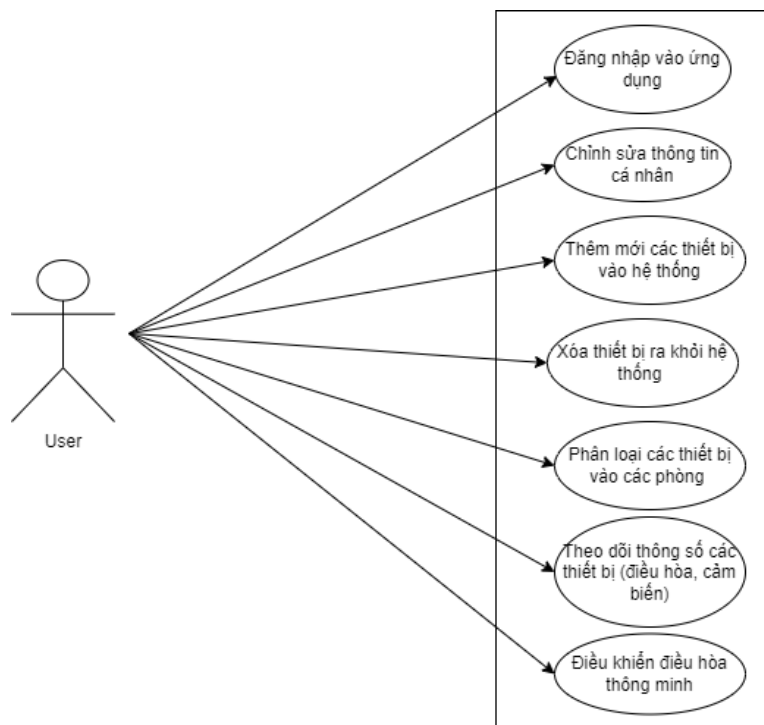 Đăng nhập vào ứng
dụng
Chỉnh sửa thông tin
cá nhân
Thêm mới các thiết bị
vào hệ thống
Xóa thiết bị ra khỏi hệ
thống
User
Phân loại các thiết bị
vào các phòng
Theo dõi thông số các
thiết bị (điều hòa, cảm
biến)
Điều khiển điều hòa
thông minh